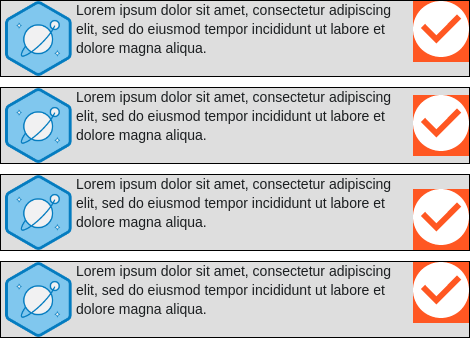 Lorem ipsum dolor sit amet, consectetur adipiscing
elit, sed do eiusmod tempor incididunt ut labore et
dolore magna aliqua.
Lorem ipsum dolor sit amet, consectetur adipiscing
elit, sed do eiusmod tempor incididunt ut labore et
dolore magna aliqua.
Lorem ipsum dolor sit amet, consectetur adipiscing
elit, sed do eiusmod tempor incididunt ut labore et
dolore magna aliqua.
Lorem ipsum dolor sit amet, consectetur adipiscing
elit, sed do eiusmod tempor incididunt ut labore et
dolore magna aliqua.